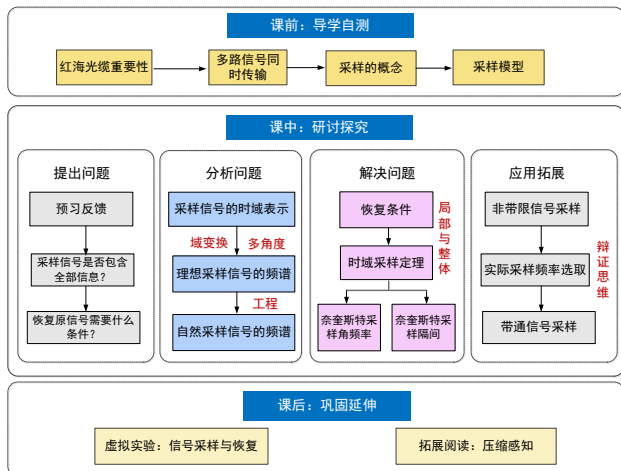 课前：导学自测
红海光缆重要性
多路信号同
时传输
采样的概念
采样模型
课中：研讨探究
提出问题
预习反馈
采样信号是否包含
全部信息？
恢复原信号需要什么
条件？
分析问题
采样信号的时域表示
域变换
多角度
理想采样信号的频谱
工程
自然采样信号的频谱
解决问题
恢复条件
局部与整体
时域采样定理
奈奎斯特采
样角频率
奈奎斯特采
样隔间
应用拓展
非带限信号采样
辩证思维
实际采样频率选取
带通信号采样
课后：巩固延伸
虚拟实验：信号采样与恢复
拓展阅读：压缩感知